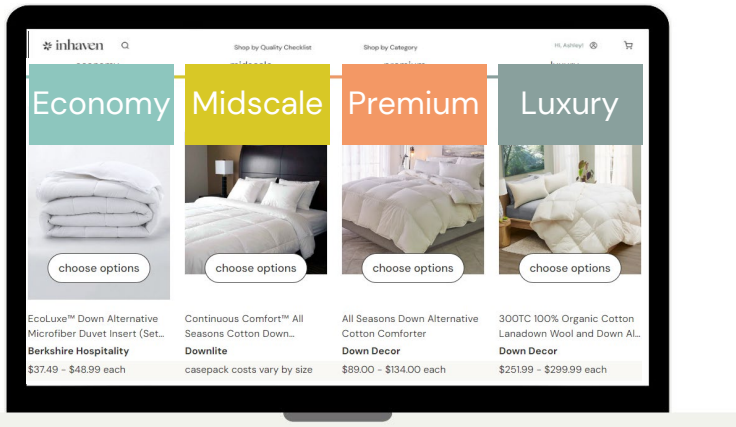 inhaven
Shop by Quality Checklist
Shop by Category
Hi, Ashley!
Economy
Midscale
Premium
Luxury
choose options
choose options
choose options
choose options
EcoLuxe™ Down Alternative
Microfiber Duvet Insert (Set...
Berkshire Hospitality
$37.49 - $48.99 each
Continuous Comfort™ All
Seasons Cotton Down...
Downlite
casepack costs vary by size
All Seasons Down Alternative
Cotton Comforter
Down Decor
$89.00 - $134.00 each
300TC 100% Organic Cotton
Lanadown Wool and Down Al...
Down Decor
$251.99 - $299.99 each